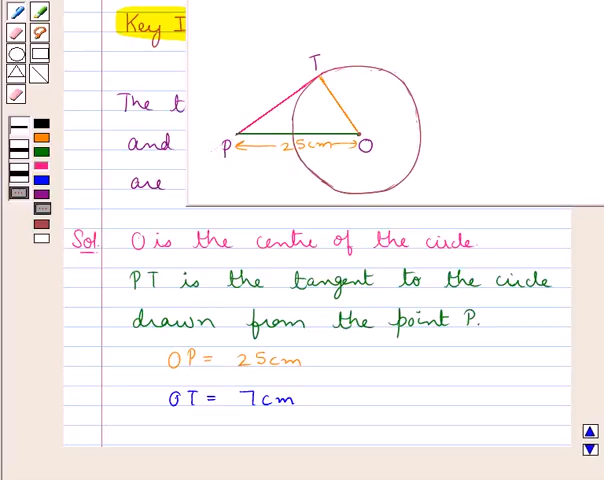 Key I
T
The t
and
P
25cm
O
are
Sol. O is the centre of the circle.
PT is the tangent to the circle
drawn from the point P.
OP = 25cm
OT = 7cm